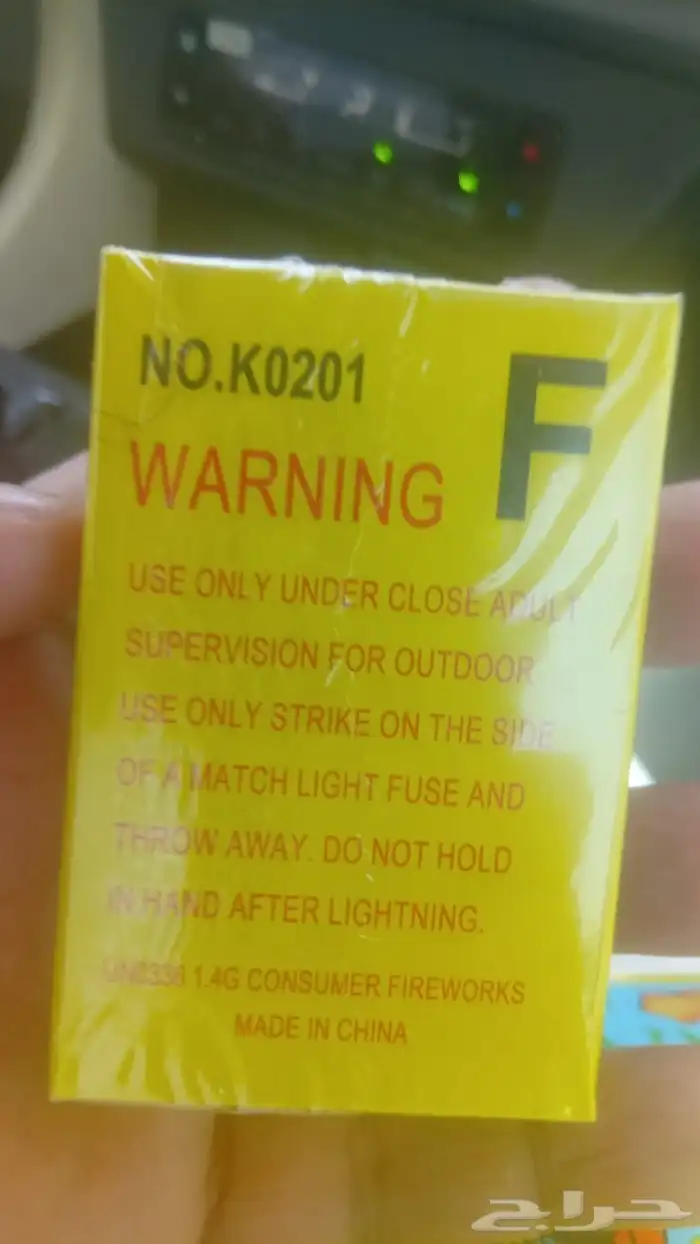 NO.K0201
F
WARNING
USE ONLY UNDER CLOSE ADULT
SUPERVISION FOR OUTDOOR
USE ONLY STRIKE ON THE SIDE
OF A MATCH LIGHT FUSE AND
THROW AWAY. DO NOT HOLD
IN HAND AFTER LIGHTNING.
UN0336 1.4G CONSUMER FIREWORKS
MADE IN CHINA
حراج